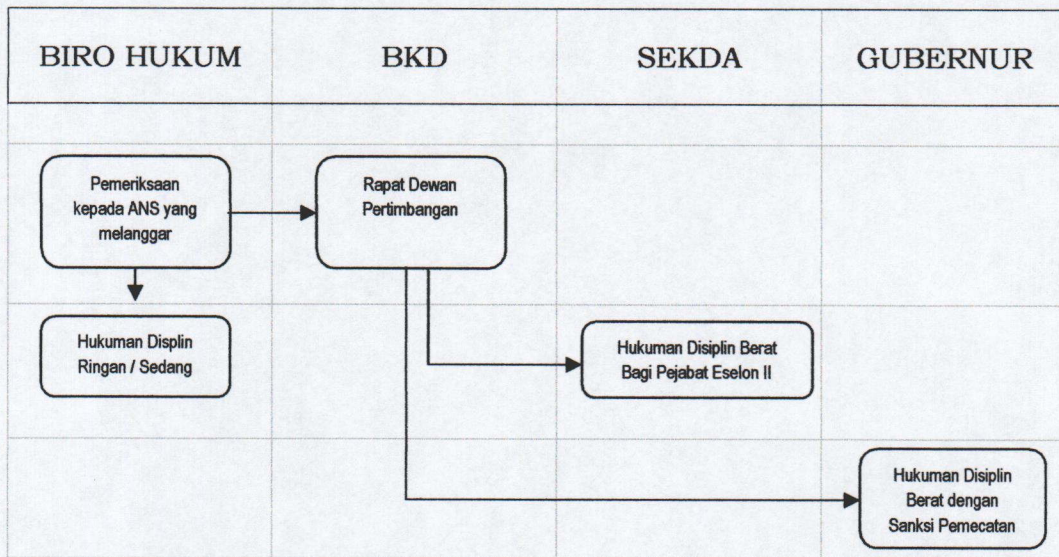 BIRO HUKUM
BKD
SEKDA
GUBERNUR
Pemeriksaan
kepada ANS yang
melanggar
Rapat Dewan
Pertimbangan
Hukuman Displin
Ringan / Sedang
Hukuman Disiplin Berat
Bagi Pejabat Eselon II
Hukuman Disiplin
Berat dengan
Sanksi Pemecatan